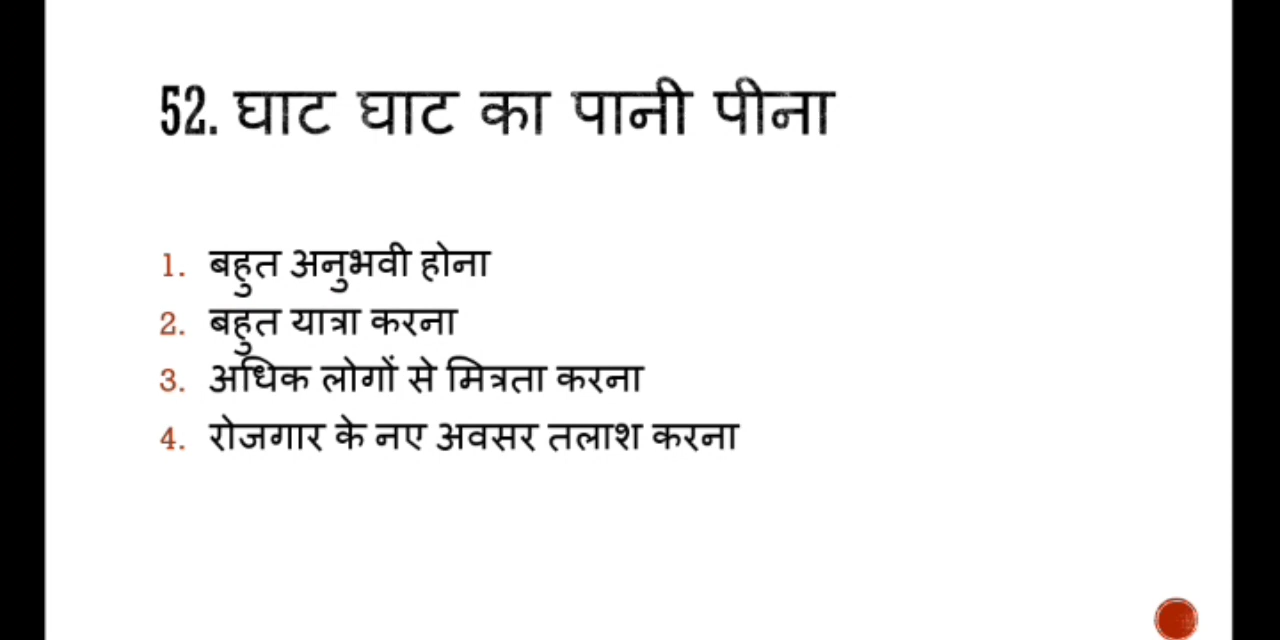 52. घाट घाट का पानी पीना
1. बहुत अनुभवी होना
2. बहुत यात्रा करना
3. अधिक लोगों से मित्रता करना
4. रोजगार के नए अवसर तलाश करना